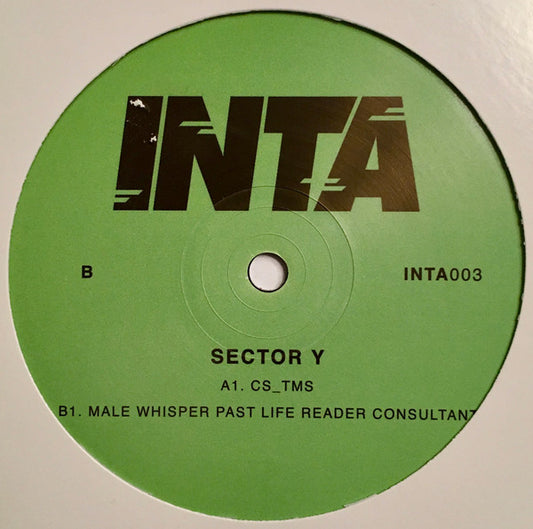 INTA
B INTA003
SECTOR Y
A1. CS_TMS
B1. MALE WHISPER PAST LIFE READER CONSULTANT